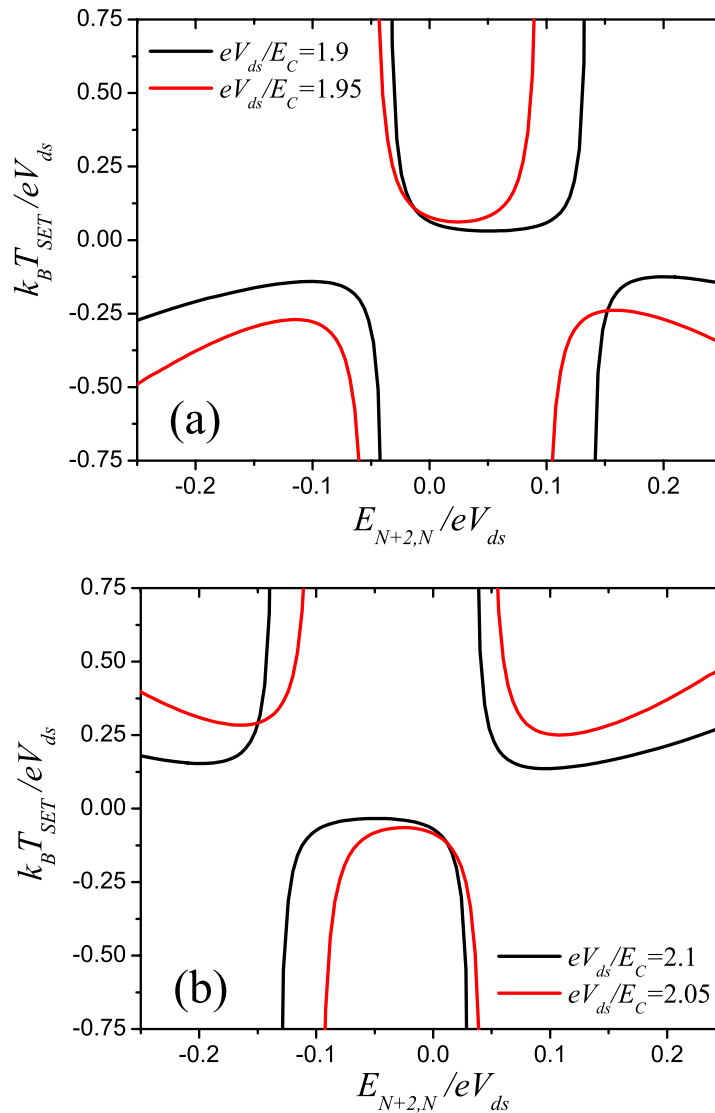 0.75
0.50
0.25
0.00
-0.25
-0.50
-0.75
k_B T_SET /eV_ds
eV_ds/E_C=1.9
eV_ds/E_C=1.95
(a)
-0.2 -0.1 0.0 0.1 0.2
E_N+2,N /eV_ds
0.75
0.50
0.25
0.00
-0.25
-0.50
-0.75
k_B T_SET /eV_ds
(b)
eV_ds/E_C=2.1
eV_ds/E_C=2.05
-0.2 -0.1 0.0 0.1 0.2
E_N+2,N /eV_ds